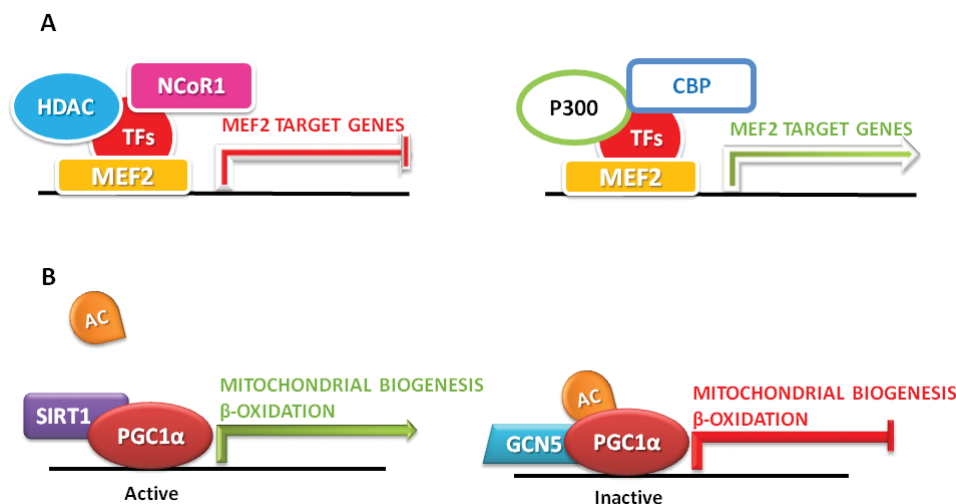 A
HDAC
NCoR1
TFs
MEF2
MEF2 TARGET GENES
P300
CBP
TFs
MEF2
MEF2 TARGET GENES
B
AC
SIRT1
PGC1α
MITOCHONDRIAL BIOGENESIS
β-OXIDATION
Active
AC
GCN5
PGC1α
MITOCHONDRIAL BIOGENESIS
β-OXIDATION
Inactive